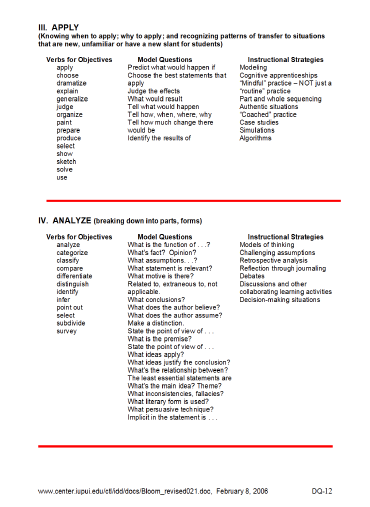 III. APPLY
(Knowing when to apply; why to apply; and recognizing patterns of transfer to situations
that are new, unfamiliar or have a new slant for students)
Verbs for Objectives
apply
choose
dramatize
explain
generalize
judge
organize
paint
prepare
produce
select
show
sketch
solve
use
Model Questions
Predict what would happen if
Choose the best statements that
apply
Judge the effects
What would result
Tell what would happen
Tell how, when, where, why
Tell how much change there
would be
Identify the results of
Instructional Strategies
Modeling
Cognitive apprenticeships
"Mindful" practice – NOT just a
"routine" practice
Part and whole sequencing
Authentic situations
"Coached" practice
Case studies
Simulations
Algorithms
IV. ANALYZE (breaking down into parts, forms)
Verbs for Objectives
analyze
categorize
classify
compare
differentiate
distinguish
identify
infer
point out
select
subdivide
survey
Model Questions
What is the function of . . .?
What's fact? Opinion?
What assumptions. . .?
What statement is relevant?
What motive is there?
Related to, extraneous to, not
applicable.
What conclusions?
What does the author believe?
What does the author assume?
Make a distinction.
State the point of view of . . .
What is the premise?
State the point of view of . . .
What ideas apply?
What ideas justify the conclusion?
What's the relationship between?
The least essential statements are
What's the main idea? Theme?
What inconsistencies, fallacies?
What literary form is used?
What persuasive technique?
Implicit in the statement is . . .
Instructional Strategies
Models of thinking
Challenging assumptions
Retrospective analysis
Reflection through journaling
Debates
Discussions and other
collaborating learning activities
Decision-making situations
www.center.iupui.edu/ctl/idd/docs/Bloom_revised021.doc, February 8, 2006
DQ-12